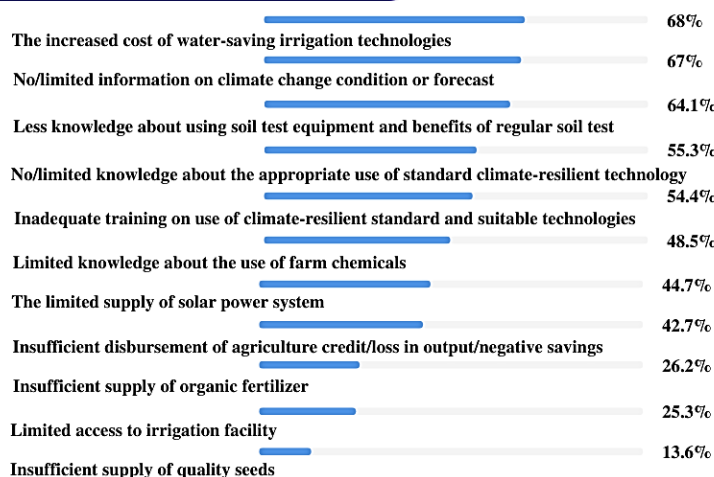 68%
The increased cost of water-saving irrigation technologies
67%
No/limited information on climate change condition or forecast
64.1%
Less knowledge about using soil test equipment and benefits of regular soil test
55.3%
No/limited knowledge about the appropriate use of standard climate-resilient technology
54.4%
Inadequate training on use of climate-resilient standard and suitable technologies
48.5%
Limited knowledge about the use of farm chemicals
44.7%
The limited supply of solar power system
42.7%
Insufficient disbursement of agriculture credit/loss in output/negative savings
26.2%
Insufficient supply of organic fertilizer
25.3%
Limited access to irrigation facility
13.6%
Insufficient supply of quality seeds